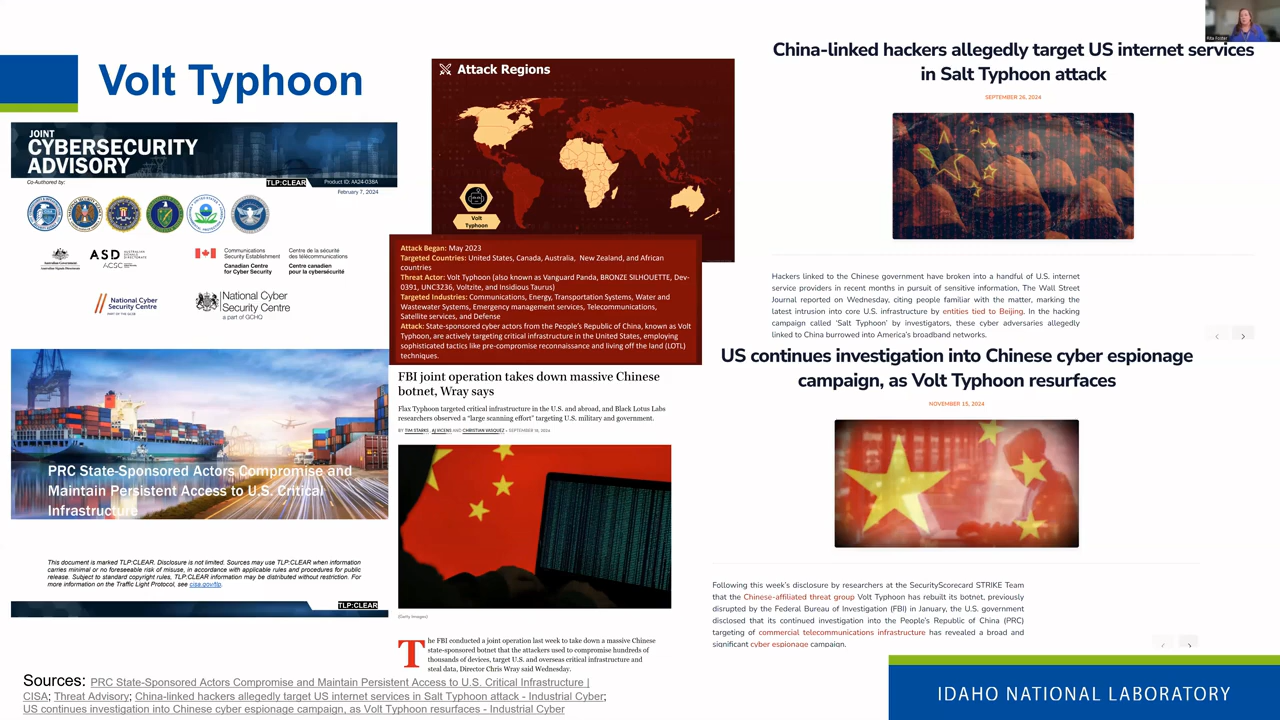 Volt Typhoon
JOINT
CYBERSECURITY
ADVISORY
Co-Authored by:
TLP:CLEAR
Product ID: AA24-038A
February 7, 2024
Australian Government
Australian Signals Directorate
ASD
AUSTRALIAN
SIGNALS
DIRECTORATE
ACSC
Communications
Security Establishment
Canadian Centre
for Cyber Security
Centre de la sécurité
des télécommunications
Centre canadien
pour la cybersécurité
National Cyber
Security Centre
PART OF THE GCSB
National Cyber
Security Centre
a part of GCHQ
PRC State-Sponsored Actors Compromise and
Maintain Persistent Access to U.S. Critical
Infrastructure
This document is marked TLP:CLEAR. Disclosure is not limited. Sources may use TLP:CLEAR when information
carries minimal or no foreseeable risk of misuse, in accordance with applicable rules and procedures for public
release. Subject to standard copyright rules, TLP:CLEAR information may be distributed without restriction. For
more information on the Traffic Light Protocol, see cisa.gov/tlp.
TLP:CLEAR
Attack Regions
Volt
Typhoon
Attack Began: May 2023
Targeted Countries: United States, Canada, Australia, New Zealand, and African
countries
Threat Actor: Volt Typhoon (also known as Vanguard Panda, BRONZE SILHOUETTE, Dev-
0391, UNC3236, Voltzite, and Insidious Taurus)
Targeted Industries: Communications, Energy, Transportation Systems, Water and
Wastewater Systems, Emergency management services, Telecommunications,
Satellite services, and Defense
Attack: State-sponsored cyber actors from the People's Republic of China, known as Volt
Typhoon, are actively targeting critical infrastructure in the United States, employing
sophisticated tactics like pre-compromise reconnaissance and living off the land (LOTL)
techniques.
FBI joint operation takes down massive Chinese
botnet, Wray says
Flax Typhoon targeted critical infrastructure in the U.S. and abroad, and Black Lotus Labs
researchers observed a "large scanning effort" targeting U.S. military and government.
BY TIM STARKS, AJ VICENS AND CHRISTIAN VASQUEZ • SEPTEMBER 18, 2024
(Getty Images)
The FBI conducted a joint operation last week to take down a massive Chinese
state-sponsored botnet that the attackers used to compromise hundreds of
thousands of devices, target U.S. and overseas critical infrastructure and
steal data, Director Chris Wray said Wednesday.
Rita Foster
China-linked hackers allegedly target US internet services
in Salt Typhoon attack
SEPTEMBER 26, 2024
Hackers linked to the Chinese government have broken into a handful of U.S. internet
service providers in recent months in pursuit of sensitive information, The Wall Street
Journal reported on Wednesday, citing people familiar with the matter, marking the
latest intrusion into core U.S. infrastructure by entities tied to Beijing. In the hacking
campaign called 'Salt Typhoon' by investigators, these cyber adversaries allegedly
linked to China burrowed into America's broadband networks.
US continues investigation into Chinese cyber espionage
campaign, as Volt Typhoon resurfaces
NOVEMBER 15, 2024
Following this week's disclosure by researchers at the SecurityScorecard STRIKE Team
that the Chinese-affiliated threat group Volt Typhoon has rebuilt its botnet, previously
disrupted by the Federal Bureau of Investigation (FBI) in January, the U.S. government
disclosed that its continued investigation into the People's Republic of China (PRC)
targeting of commercial telecommunications infrastructure has revealed a broad and
significant cyber espionage campaign.
Sources: PRC State-Sponsored Actors Compromise and Maintain Persistent Access to U.S. Critical Infrastructure |
CISA; Threat Advisory; China-linked hackers allegedly target US internet services in Salt Typhoon attack - Industrial Cyber;
US continues investigation into Chinese cyber espionage campaign, as Volt Typhoon resurfaces - Industrial Cyber
IDAHO NATIONAL LABORATORY